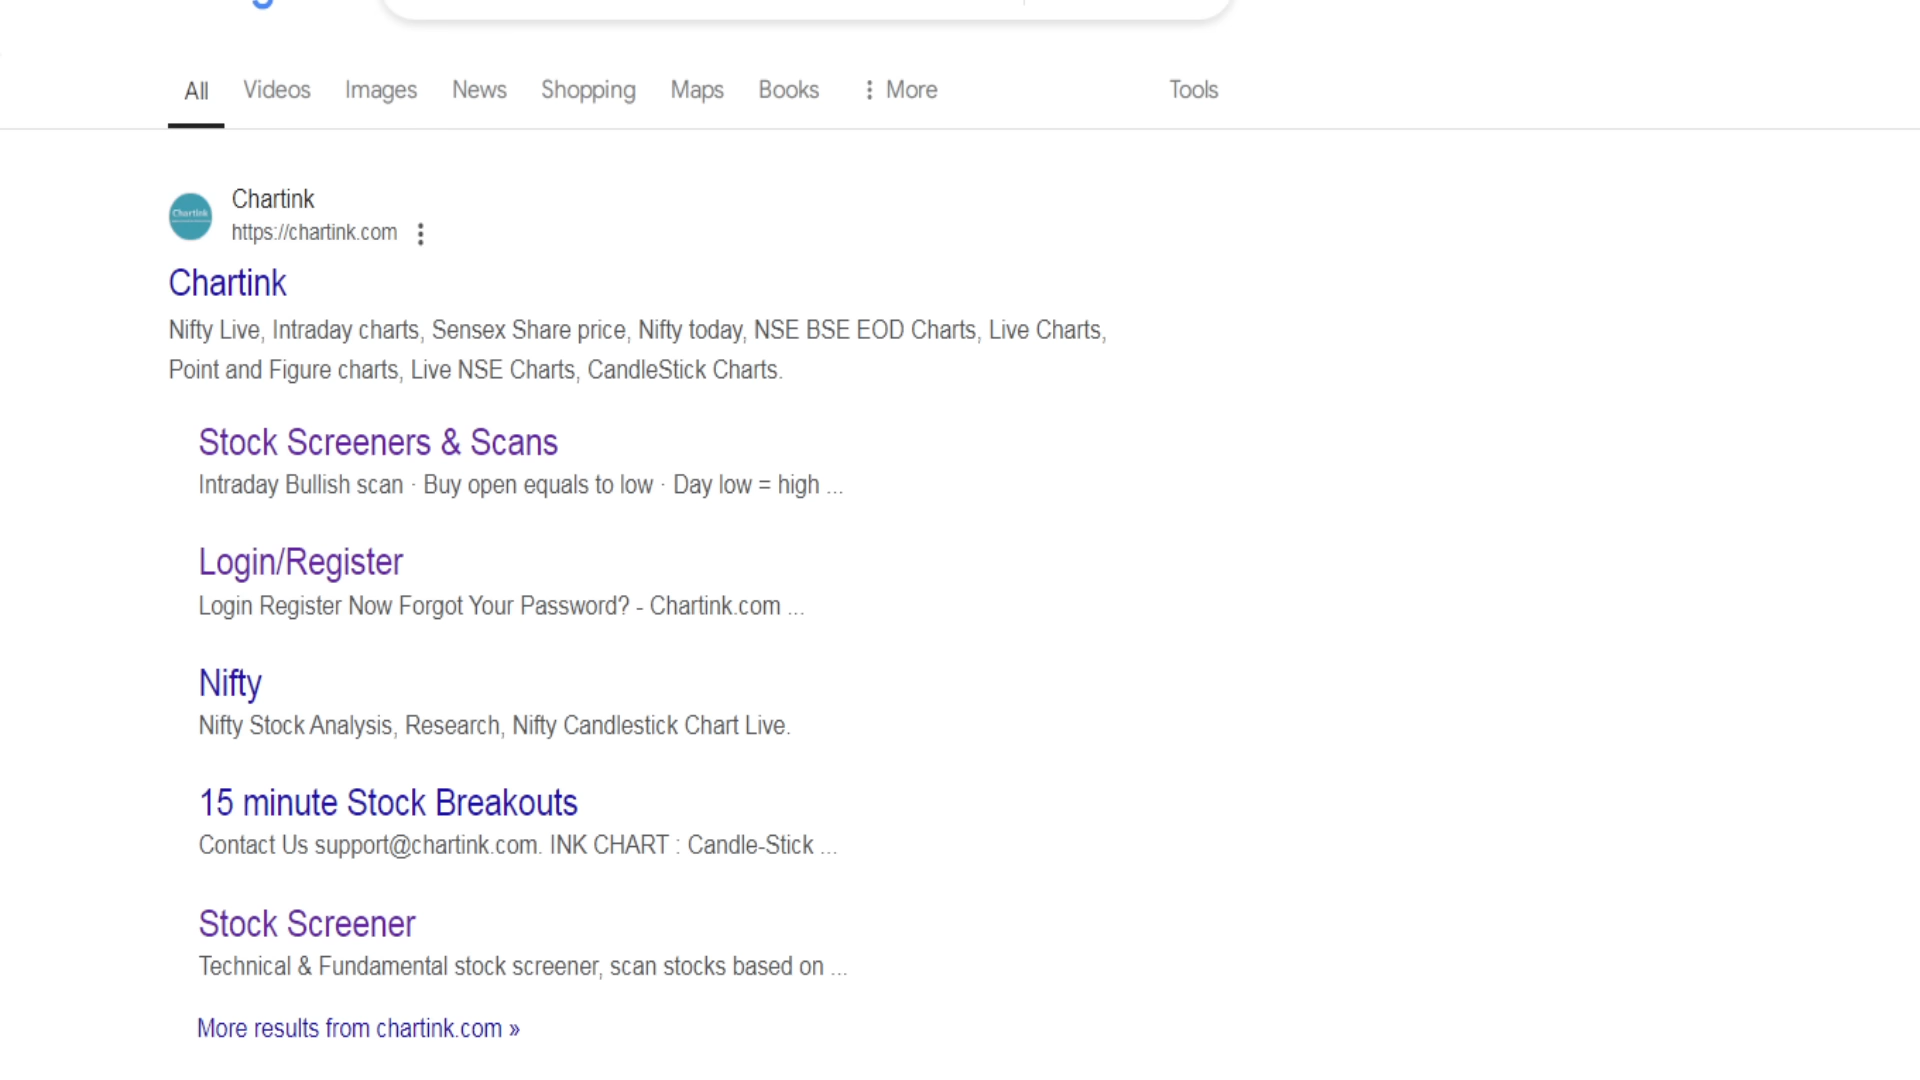 All Videos Images News Shopping Maps Books More Tools
Chartink
Chartink
https://chartink.com
Chartink
Nifty Live, Intraday charts, Sensex Share price, Nifty today, NSE BSE EOD Charts, Live Charts,
Point and Figure charts, Live NSE Charts, CandleStick Charts.
Stock Screeners & Scans
Intraday Bullish scan · Buy open equals to low · Day low = high ...
Login/Register
Login Register Now Forgot Your Password? - Chartink.com ...
Nifty
Nifty Stock Analysis, Research, Nifty Candlestick Chart Live.
15 minute Stock Breakouts
Contact Us support@chartink.com. INK CHART : Candle-Stick ...
Stock Screener
Technical & Fundamental stock screener, scan stocks based on ...
More results from chartink.com »